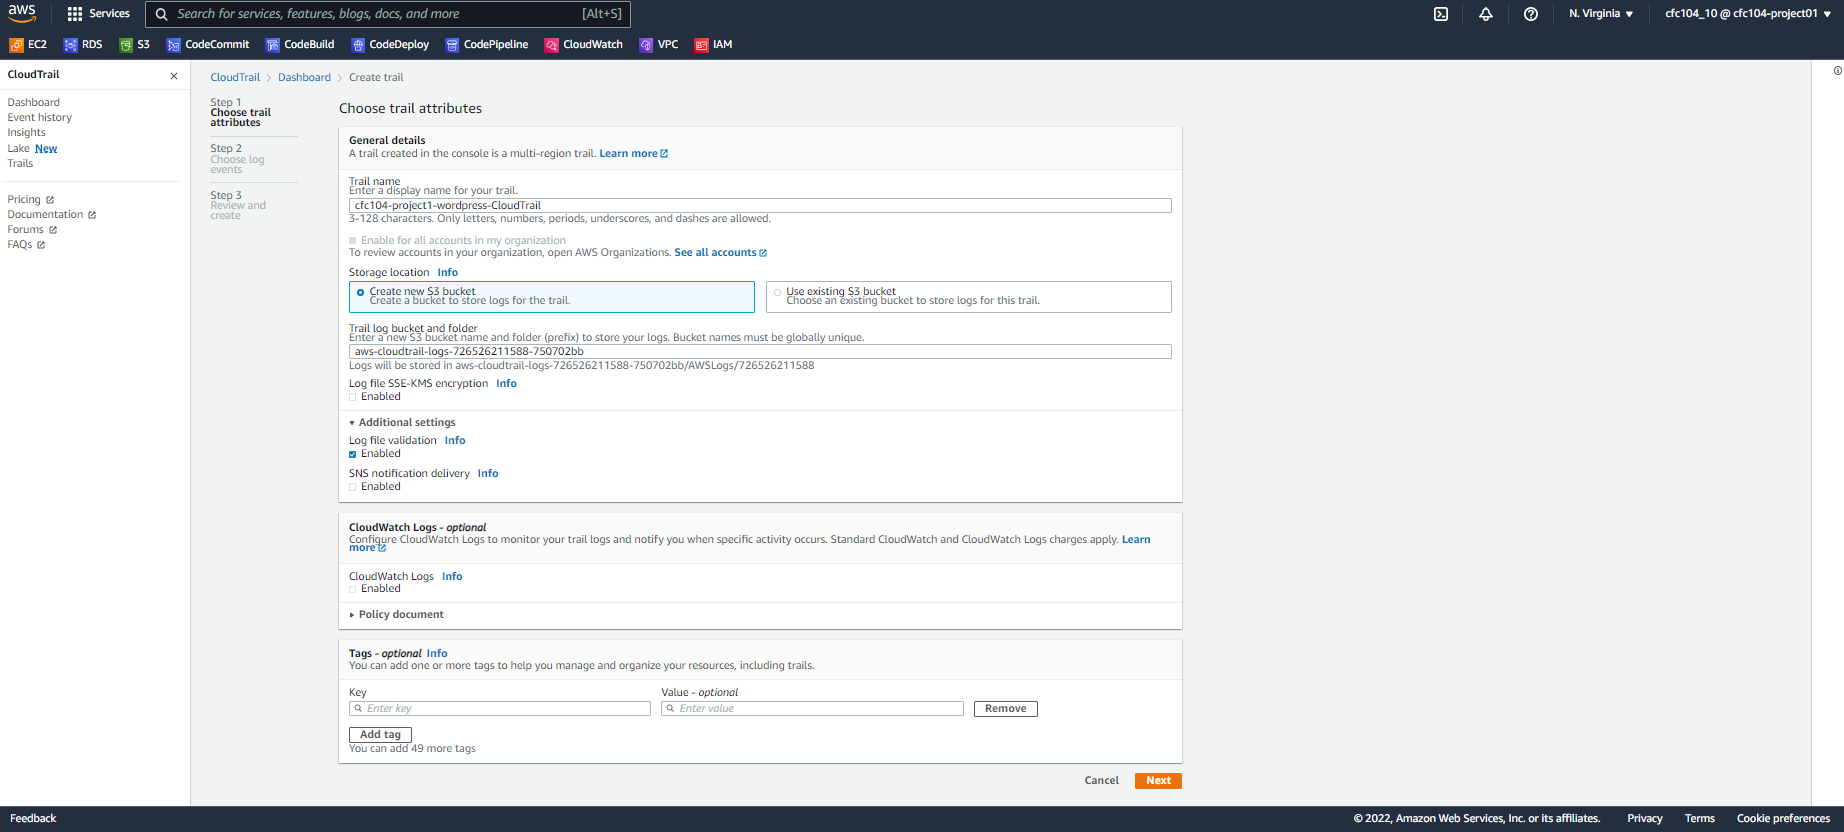 aws
Services
Search for services, features, blogs, docs, and more [Alt+S]
N. Virginia
cfc104_10 @ cfc104-project01
EC2 RDS S3 CodeCommit CodeBuild CodeDeploy CodePipeline CloudWatch VPC IAM
CloudTrail
Dashboard
Event history
Insights
Lake New
Trails
Pricing
Documentation
Forums
FAQs
CloudTrail > Dashboard > Create trail
Step 1
Choose trail
attributes
Step 2
Choose log
events
Step 3
Review and
create
Choose trail attributes
General details
A trail created in the console is a multi-region trail. Learn more
Trail name
Enter a display name for your trail.
cfc104-project1-wordpress-CloudTrail
3-128 characters. Only letters, numbers, periods, underscores, and dashes are allowed.
Enable for all accounts in my organization
To review accounts in your organization, open AWS Organizations. See all accounts
Storage location Info
Create new S3 bucket
Create a bucket to store logs for the trail.
Use existing S3 bucket
Choose an existing bucket to store logs for this trail.
Trail log bucket and folder
Enter a new S3 bucket name and folder (prefix) to store your logs. Bucket names must be globally unique.
aws-cloudtrail-logs-726526211588-750702bb
Logs will be stored in aws-cloudtrail-logs-726526211588-750702bb/AWSLogs/726526211588
Log file SSE-KMS encryption Info
Enabled
Additional settings
Log file validation Info
Enabled
SNS notification delivery Info
Enabled
CloudWatch Logs - optional
Configure CloudWatch Logs to monitor your trail logs and notify you when specific activity occurs. Standard CloudWatch and CloudWatch Logs charges apply. Learn
more
CloudWatch Logs Info
Enabled
Policy document
Tags - optional Info
You can add one or more tags to help you manage and organize your resources, including trails.
Key
Value - optional
Enter key
Enter value
Remove
Add tag
You can add 49 more tags
Cancel
Next
Feedback
© 2022, Amazon Web Services, Inc. or its affiliates. Privacy Terms Cookie preferences